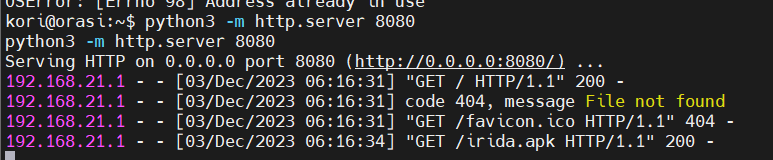 OSError: [Errno 98] Address already in use
kori@orasi:~$ python3 -m http.server 8080
python3 -m http.server 8080
Serving HTTP on 0.0.0.0 port 8080 (http://0.0.0.0:8080/) ...
192.168.21.1 - - [03/Dec/2023 06:16:31] "GET / HTTP/1.1" 200 -
192.168.21.1 - - [03/Dec/2023 06:16:31] code 404, message File not found
192.168.21.1 - - [03/Dec/2023 06:16:31] "GET /favicon.ico HTTP/1.1" 404 -
192.168.21.1 - - [03/Dec/2023 06:16:34] "GET /irida.apk HTTP/1.1" 200 -